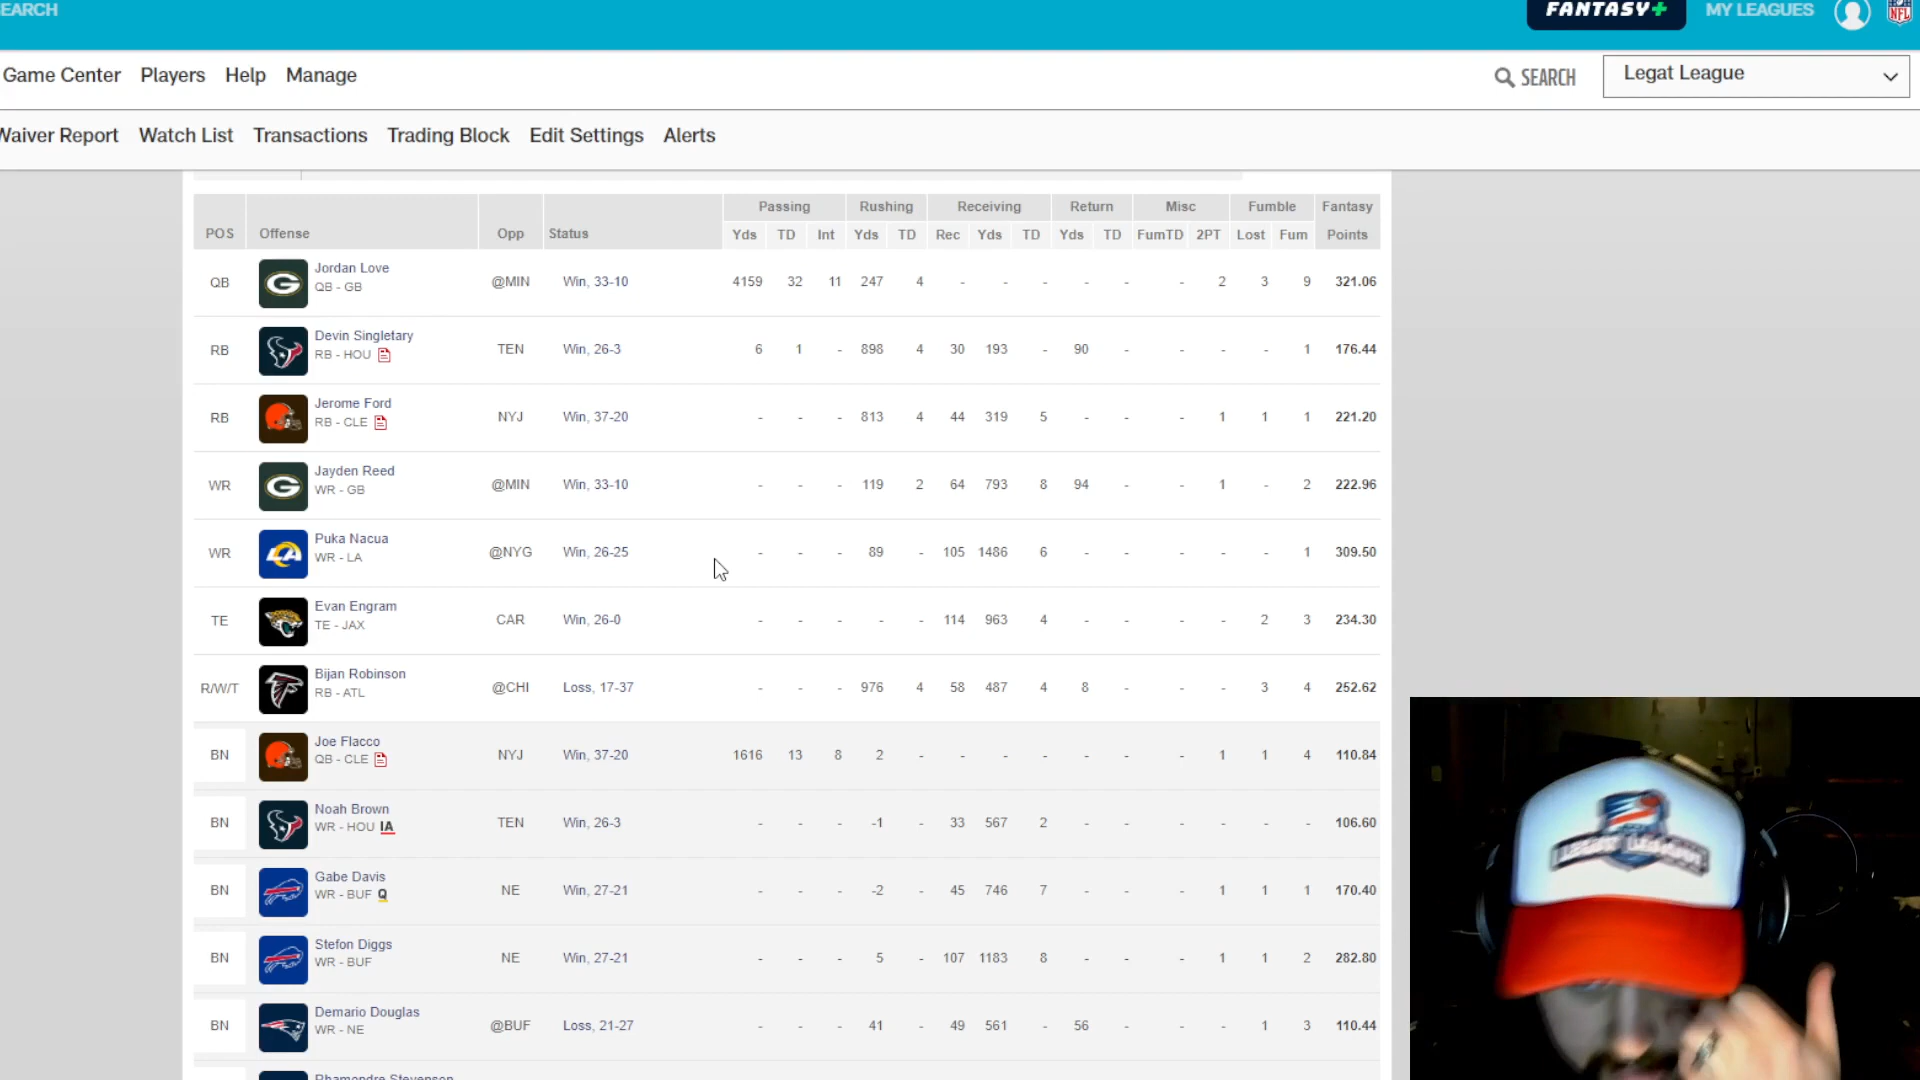 EARCH
FANTASY+ MY LEAGUES NFL
Game Center Players Help Manage SEARCH Legat League
Waiver Report Watch List Transactions Trading Block Edit Settings Alerts
Passing Rushing Receiving Return Misc Fumble Fantasy
POS Offense Opp Status Yds TD Int Yds TD Rec Yds TD Yds TD FumTD 2PT Lost Fum Points
Jordan Love
QB QB - GB @MIN Win, 33-10 4159 32 11 247 4 - - - - - - 2 3 9 321.06
Devin Singletary
RB RB - HOU TEN Win, 26-3 6 1 - 898 4 30 193 - 90 - - - - 1 176.44
Jerome Ford
RB RB - CLE NYJ Win, 37-20 - - - 813 4 44 319 5 - - - 1 1 1 221.20
Jayden Reed
WR WR - GB @MIN Win, 33-10 - - - 119 2 64 793 8 94 - - 1 - 2 222.96
Puka Nacua
WR WR - LA @NYG Win, 26-25 - - - 89 - 105 1486 6 - - - - - 1 309.50
Evan Engram
TE TE - JAX CAR Win, 26-0 - - - - - 114 963 4 - - - - 2 3 234.30
Bijan Robinson
R/W/T RB - ATL @CHI Loss, 17-37 - - - 976 4 58 487 4 8 - - - 3 4 252.62
Joe Flacco
BN QB - CLE NYJ Win, 37-20 1616 13 8 2 - - - - - - - 1 1 4 110.84
Noah Brown
BN WR - HOU IA TEN Win, 26-3 - - - -1 - 33 567 2 - - - - - - 106.60
Gabe Davis
BN WR - BUF Q NE Win, 27-21 - - - -2 - 45 746 7 - - - 1 1 1 170.40
Stefon Diggs
BN WR - BUF NE Win, 27-21 - - - 5 - 107 1183 8 - - - 1 1 2 282.80
Demario Douglas
BN WR - NE @BUF Loss, 21-27 - - - 41 - 49 561 - 56 - - - 1 3 110.44
Rhamondre Stevenson
LEGAT LEAGUE